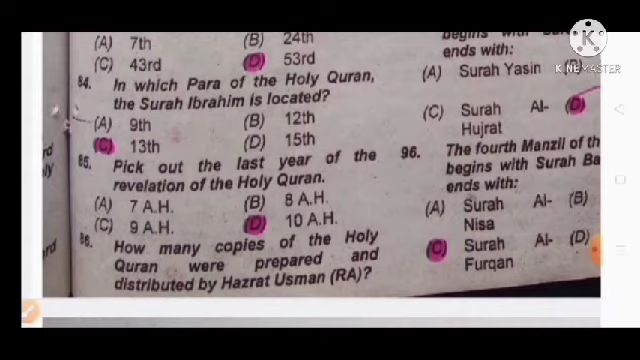 (A) 7th (B) 24th
(C) 43rd (D) 53rd
84. In which Para of the Holy Quran,
the Surah Ibrahim is located?
(A) 9th (B) 12th
(C) 13th (D) 15th
85. Pick out the last year of the
revelation of the Holy Quran.
(A) 7 A.H. (B) 8 A.H.
(C) 9 A.H. (D) 10 A.H.
86. How many copies of the Holy
Quran were prepared and
distributed by Hazrat Usman (RA)?
begins with
ends with:
(A) Surah Yasin (B)
(C) Surah Al- (D)
Hujrat
96. The fourth Manzil of th
begins with Surah Ba
ends with:
(A) Surah Al- (B)
Nisa
(C) Surah Al- (D)
Furqan
KINEMASTER